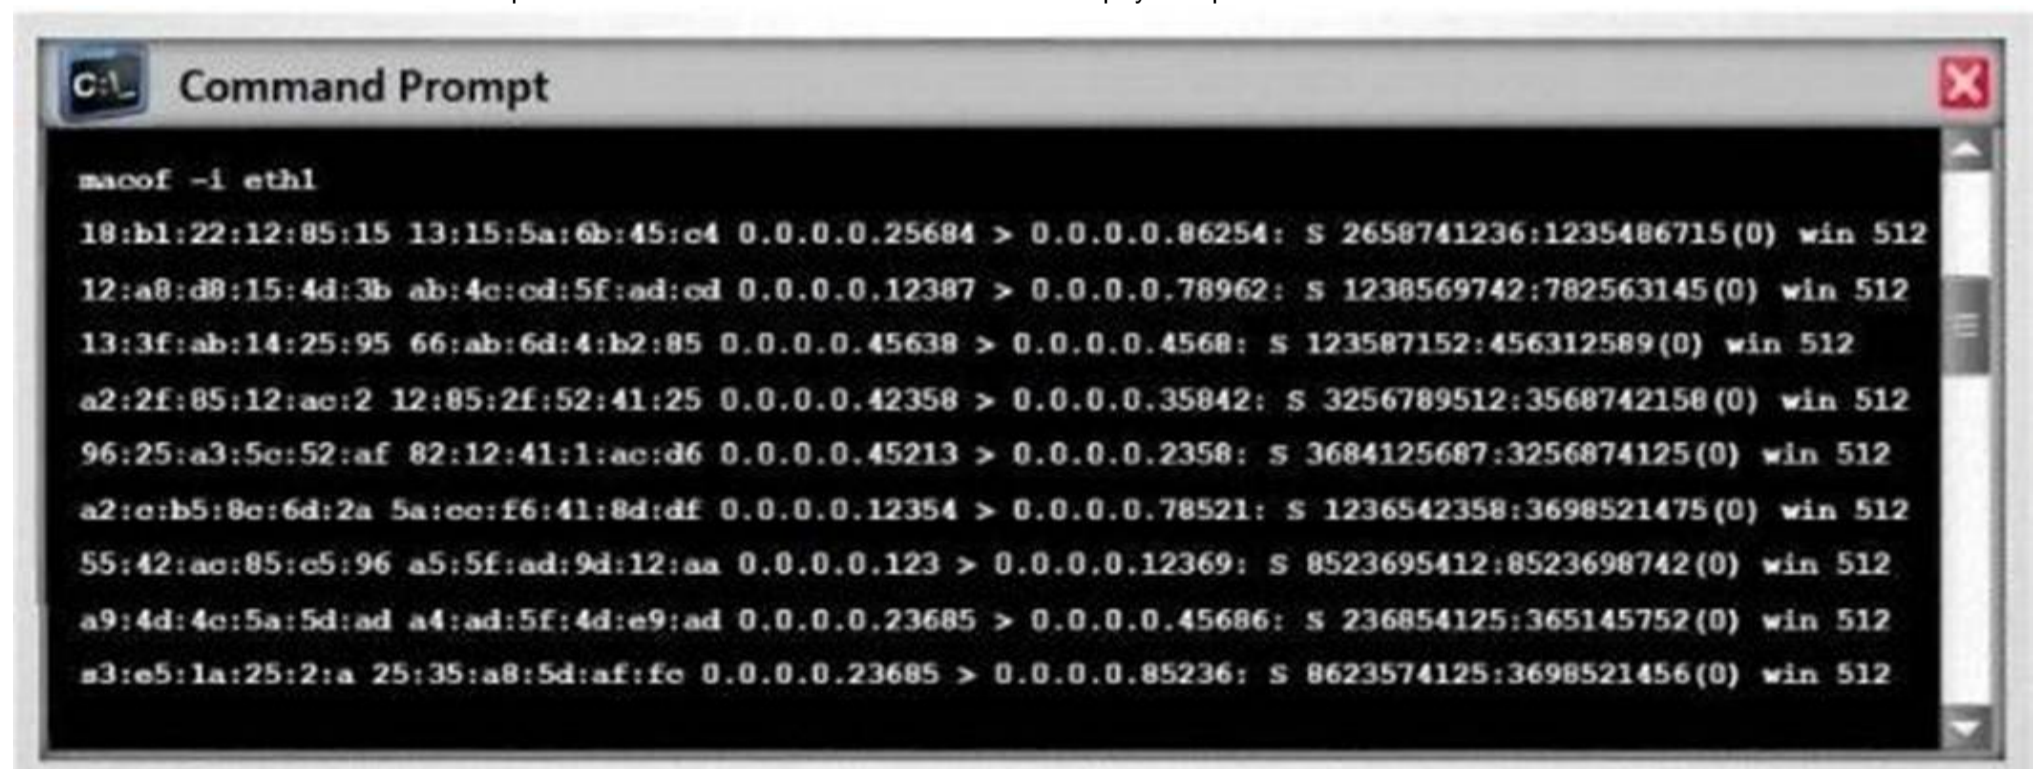 C:\_ Command Prompt
macof -i eth1
18:b1:22:12:85:15 13:15:5a:6b:45:c4 0.0.0.0.25684 > 0.0.0.0.86254: S 2658741236:1235486715(0) win 512
12:a8:d8:15:4d:3b ab:4c:cd:5f:ad:cd 0.0.0.0.12387 > 0.0.0.0.78962: S 1238569742:782563145(0) win 512
13:3f:ab:14:25:95 66:ab:6d:4:b2:85 0.0.0.0.45638 > 0.0.0.0.4568: S 123587152:456312589(0) win 512
a2:2f:85:12:ac:2 12:85:2f:52:41:25 0.0.0.0.42358 > 0.0.0.0.35842: S 3256789512:3568742158(0) win 512
96:25:a3:5c:52:af 82:12:41:1:ac:d6 0.0.0.0.45213 > 0.0.0.0.2358: S 3684125687:3256874125(0) win 512
a2:c:b5:8c:6d:2a 5a:cc:f6:41:8d:df 0.0.0.0.12354 > 0.0.0.0.78521: S 1236542358:3698521475(0) win 512
55:42:ac:85:c5:96 a5:5f:ad:9d:12:aa 0.0.0.0.123 > 0.0.0.0.12369: S 8523695412:8523698742(0) win 512
a9:4d:4c:5a:5d:ad a4:ad:5f:4d:e9:ad 0.0.0.0.23685 > 0.0.0.0.45686: S 236854125:365145752(0) win 512
s3:e5:1a:25:2:a 25:35:a8:5d:af:fc 0.0.0.0.23685 > 0.0.0.0.85236: S 8623574125:3698521456(0) win 512